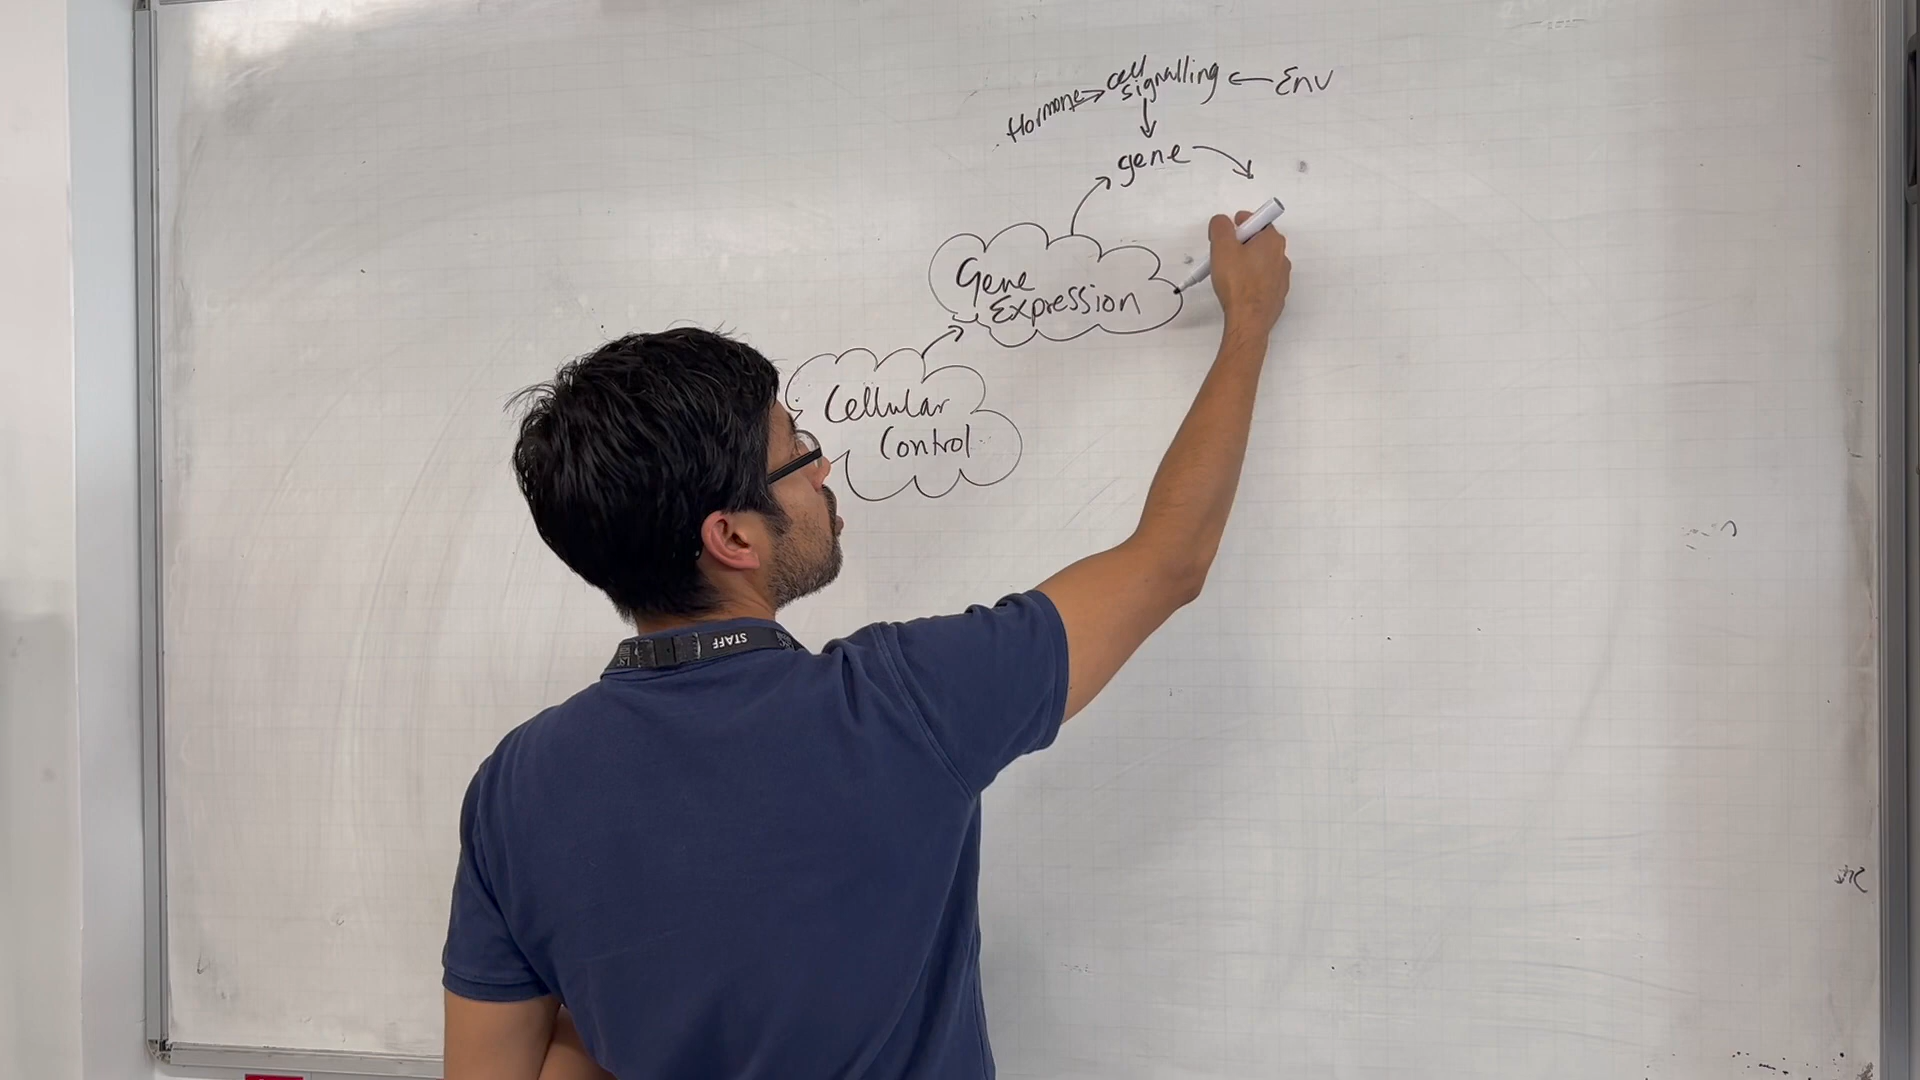 cell
signalling
Env
Hormone
gene
Gene
Expression
Cellular
Control
STAFF